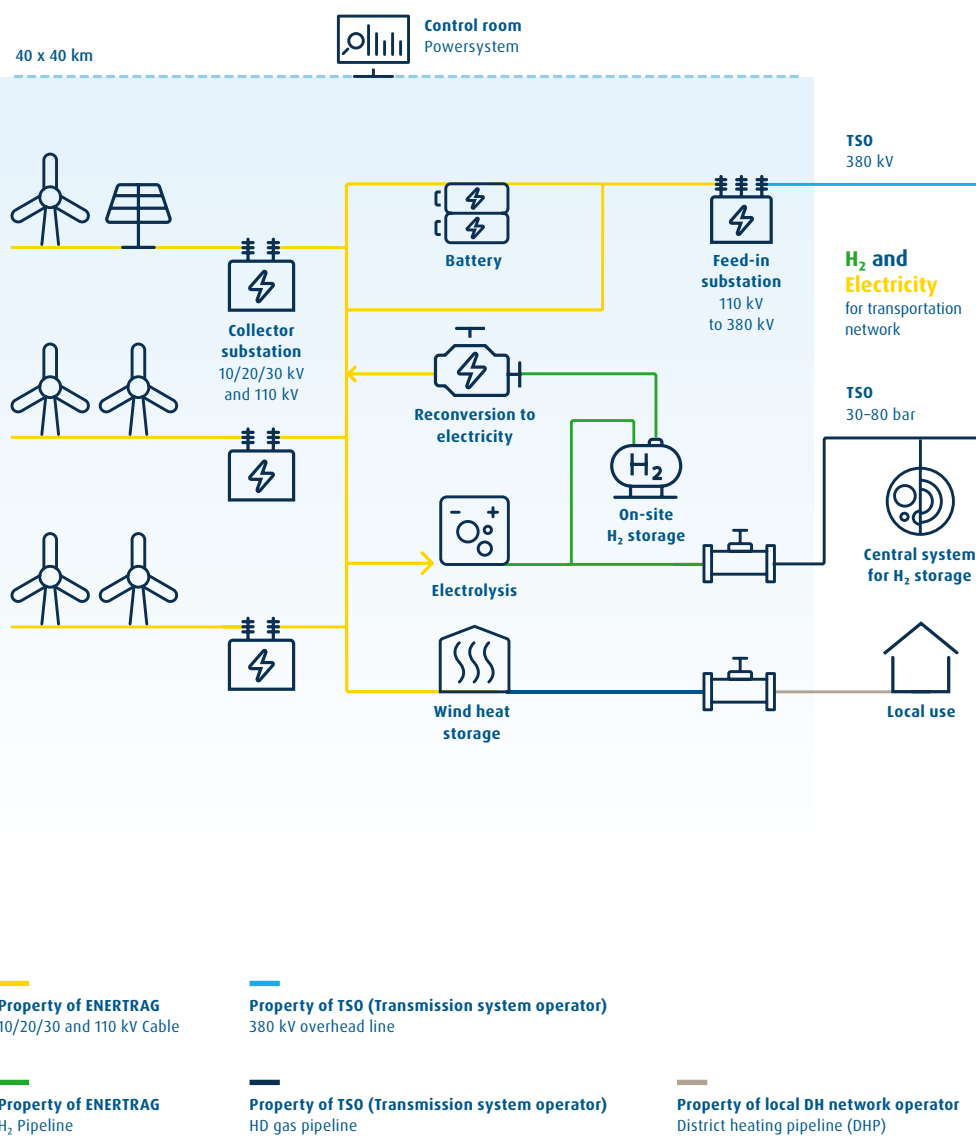 Control room
Powersystem
40 x 40 km
TSO
380 kV
Battery
Feed-in
substation
110 kV
to 380 kV
H₂ and
Electricity
for transportation
network
Collector
substation
10/20/30 kV
and 110 kV
TSO
30–80 bar
Reconversion to
electricity
H₂
On-site
H₂ storage
Central system
for H₂ storage
Electrolysis
Wind heat
storage
Local use
Property of ENERTRAG
10/20/30 and 110 kV Cable
Property of TSO (Transmission system operator)
380 kV overhead line
Property of ENERTRAG
H₂ Pipeline
Property of TSO (Transmission system operator)
HD gas pipeline
Property of local DH network operator
District heating pipeline (DHP)